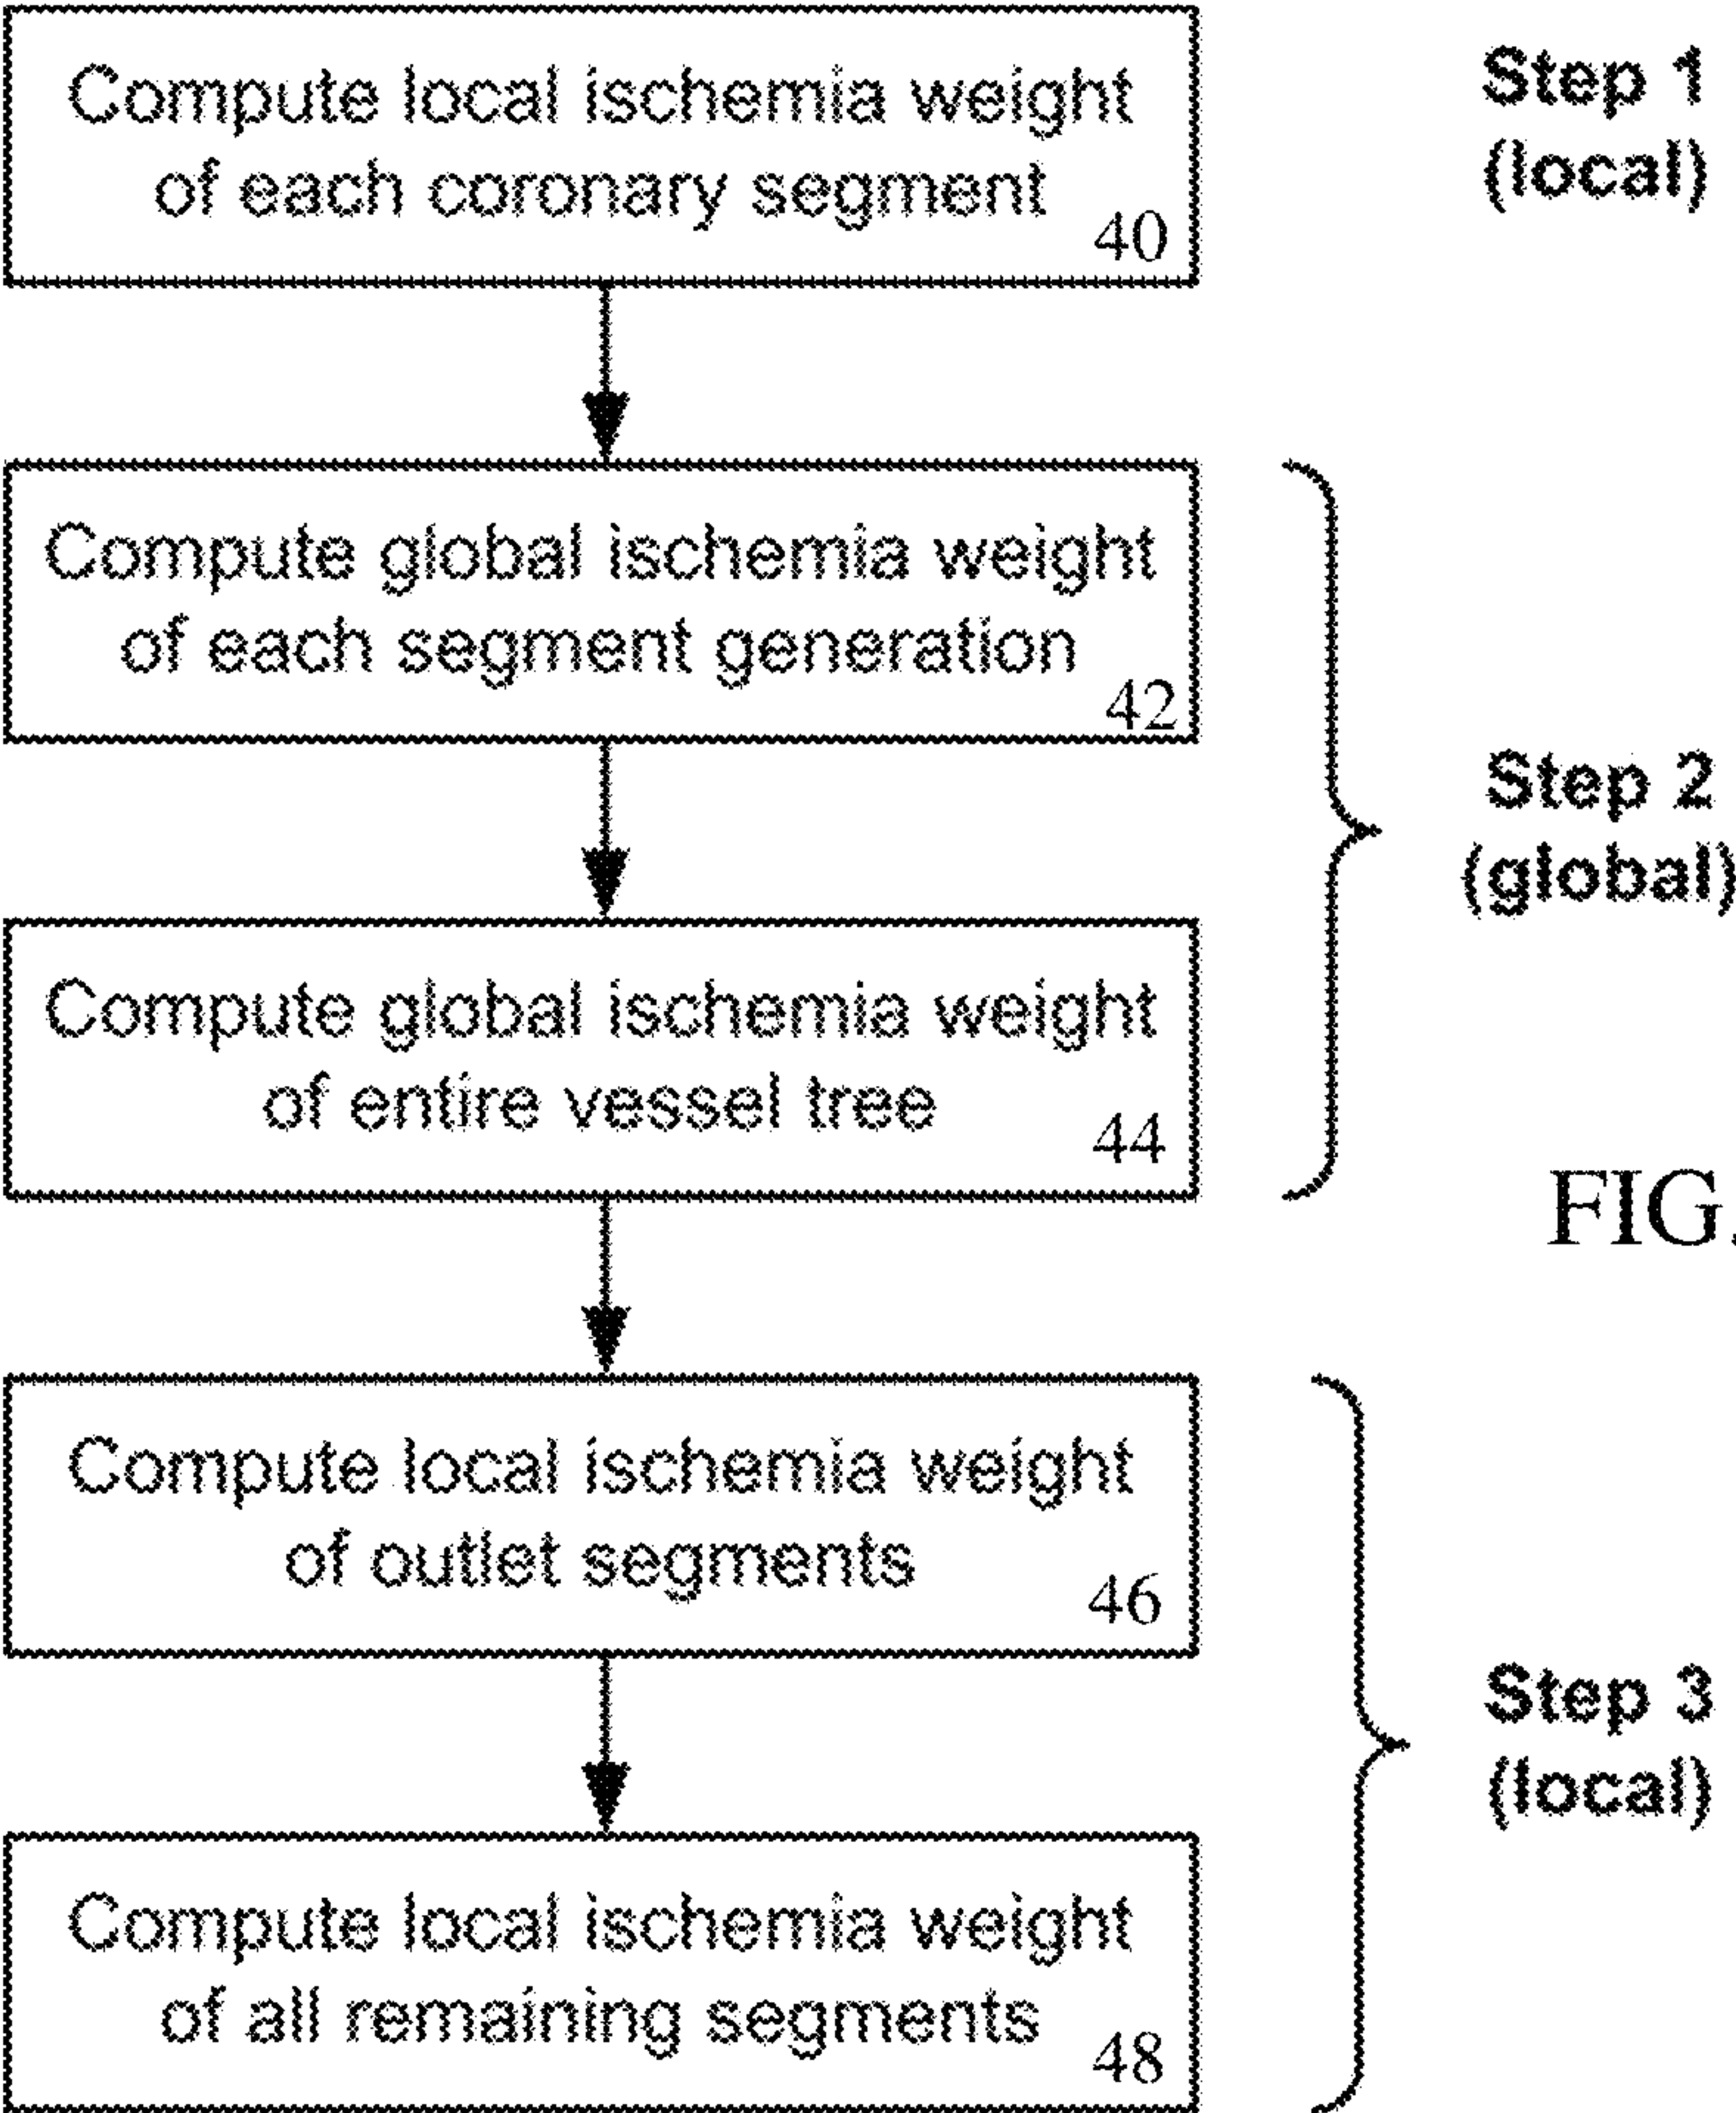 Compute local ischemia weight
of each coronary segment
40
Step 1
(local)
Compute global ischemia weight
of each segment generation
42
Step 2
(global)
Compute global ischemia weight
of entire vessel tree
44
FIG.
Compute local ischemia weight
of outlet segments
46
Step 3
(local)
Compute local ischemia weight
of all remaining segments
48